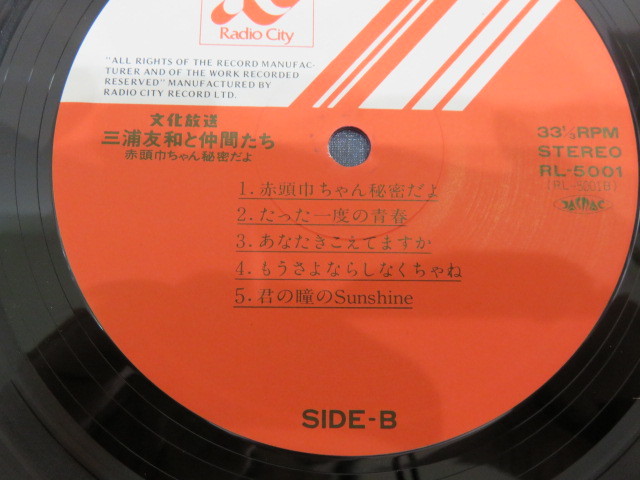 Radio City
"ALL RIGHTS OF THE RECORD MANUFAC-
TURER AND OF THE WORK RECORDED
RESERVED" MANUFACTURED BY
RADIO CITY RECORD LTD.
文化放送
三浦友和と仲間たち
赤頭巾ちゃん秘密だよ
33⅓RPM
STEREO
RL-5001
(RL-5001B)
JASRAC
1. 赤頭巾ちゃん秘密だよ
2. たった一度の青春
3. あなたきこえてますか
4. もうさよならしなくちゃね
5. 君の瞳のSunshine
SIDE-B